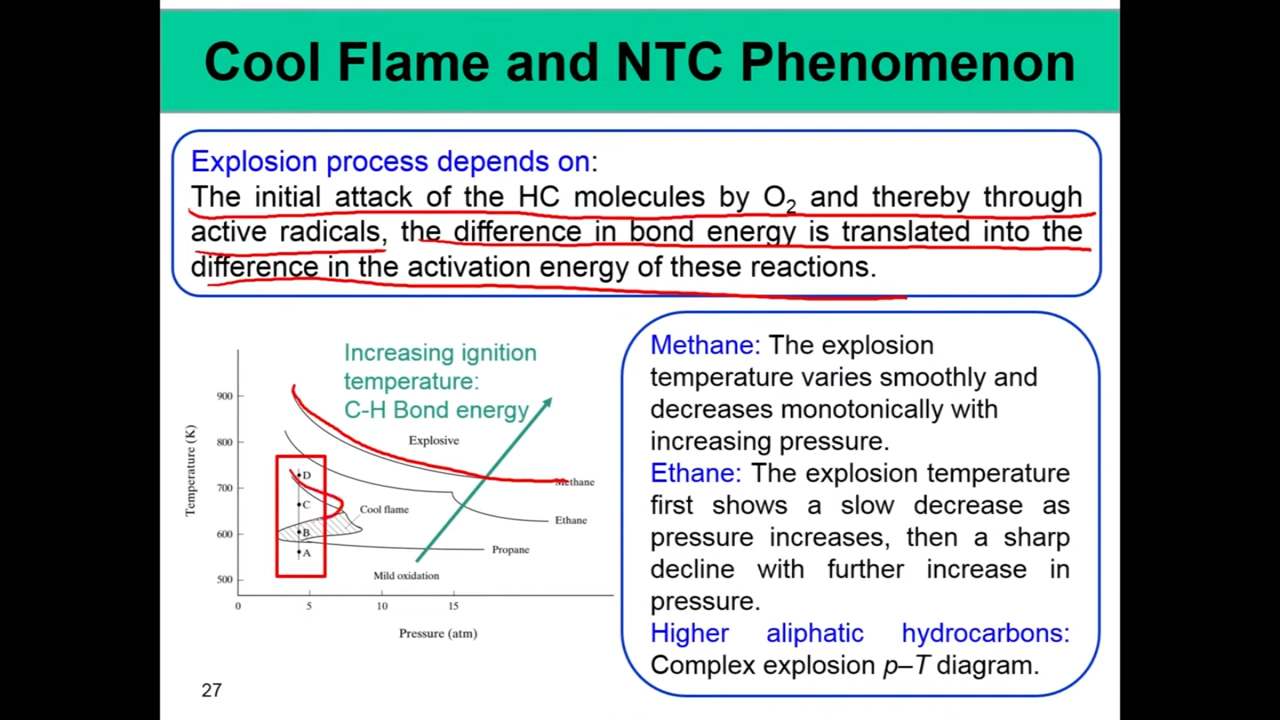 Cool Flame and NTC Phenomenon
Explosion process depends on:
The initial attack of the HC molecules by O₂ and thereby through
active radicals, the difference in bond energy is translated into the
difference in the activation energy of these reactions.
Increasing ignition
temperature:
C-H Bond energy
900
800
700
600
500
Temperature (K)
Explosive
Methane
D
C
Cool flame
Ethane
B
A
Propane
Mild oxidation
0
5
10
15
Pressure (atm)
Methane: The explosion
temperature varies smoothly and
decreases monotonically with
increasing pressure.
Ethane: The explosion temperature
first shows a slow decrease as
pressure increases, then a sharp
decline with further increase in
pressure.
Higher aliphatic hydrocarbons:
Complex explosion p–T diagram.
27